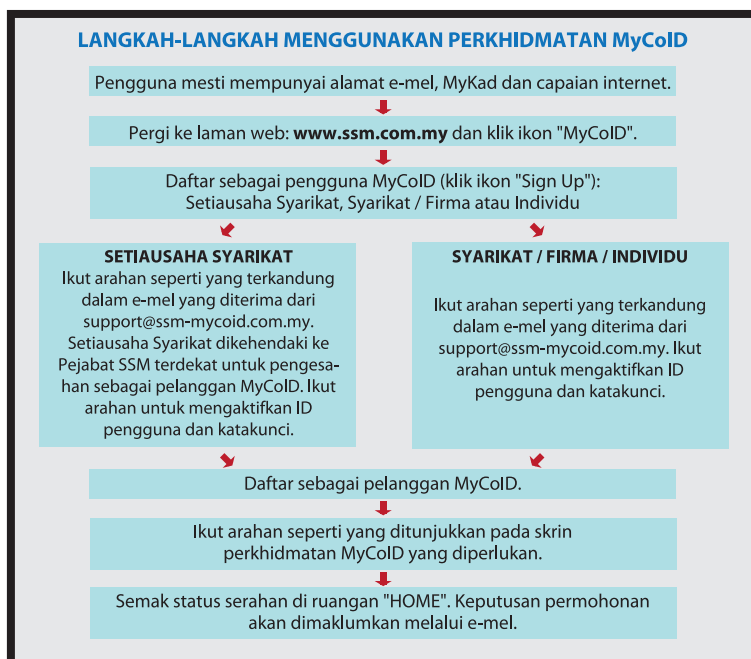 LANGKAH-LANGKAH MENGGUNAKAN PERKHIDMATAN MyCoID
Pengguna mesti mempunyai alamat e-mel, MyKad dan capaian internet.
Pergi ke laman web: www.ssm.com.my dan klik ikon "MyCoID".
Daftar sebagai pengguna MyCoID (klik ikon "Sign Up"):
Setiausaha Syarikat, Syarikat / Firma atau Individu
SETIAUSAHA SYARIKAT
Ikut arahan seperti yang terkandung
dalam e-mel yang diterima dari
support@ssm-mycoid.com.my.
Setiausaha Syarikat dikehendaki ke
Pejabat SSM terdekat untuk pengesa-
han sebagai pelanggan MyCoID. Ikut
arahan untuk mengaktifkan ID
pengguna dan katakunci.
SYARIKAT / FIRMA / INDIVIDU
Ikut arahan seperti yang terkandung
dalam e-mel yang diterima dari
support@ssm-mycoid.com.my. Ikut
arahan untuk mengaktifkan ID
pengguna dan katakunci.
Daftar sebagai pelanggan MyCoID.
Ikut arahan seperti yang ditunjukkan pada skrin
perkhidmatan MyCoID yang diperlukan.
Semak status serahan di ruangan "HOME". Keputusan permohonan
akan dimaklumkan melalui e-mel.